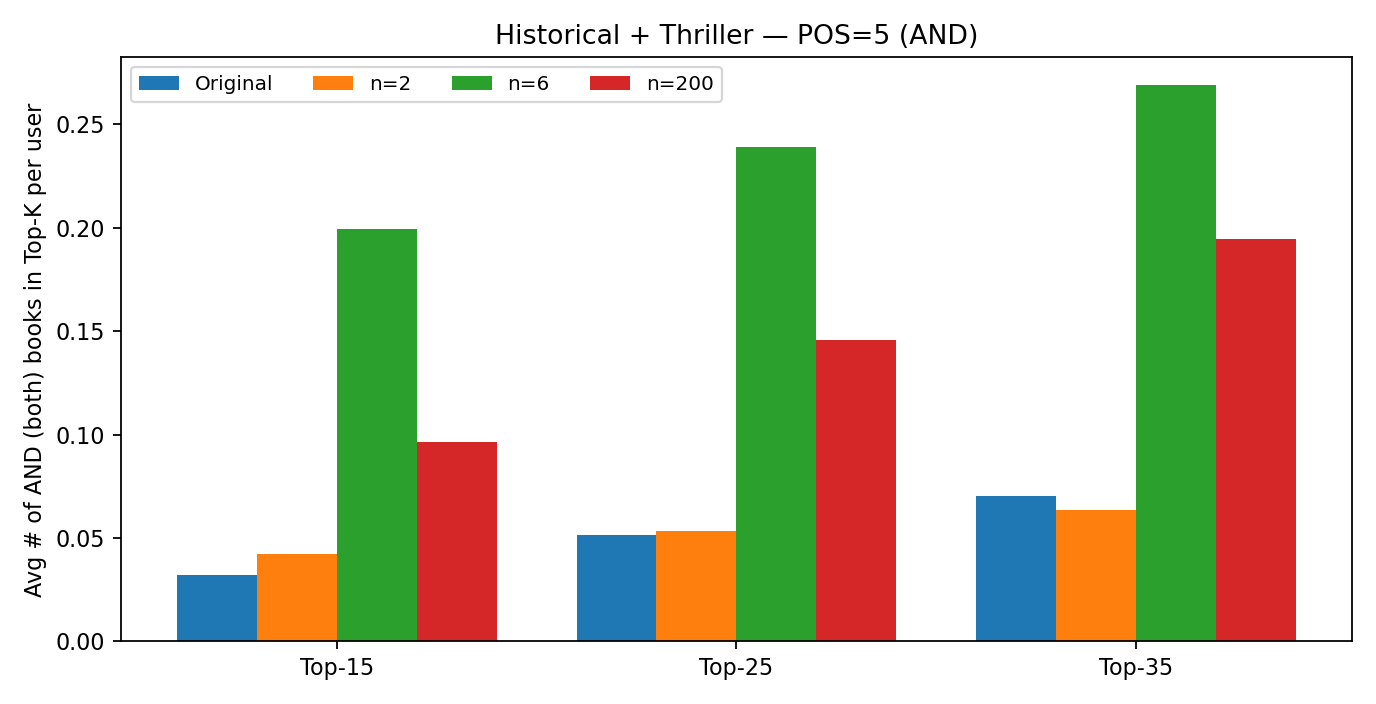 Historical + Thriller — POS=5 (AND)
Original n=2 n=6 n=200
Avg # of AND (both) books in Top-K per user
0.25
0.20
0.15
0.10
0.05
0.00
Top-15 Top-25 Top-35